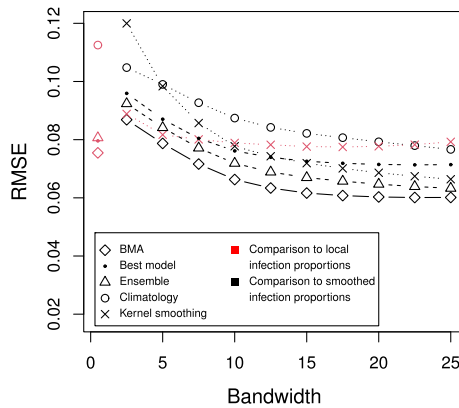 0.12
0.10
0.08
0.06
0.04
0.02
RMSE
BMA
Best model
Ensemble
Climatology
Kernel smoothing
Comparison to local
infection proportions
Comparison to smoothed
infection proportions
0 5 10 15 20 25
Bandwidth